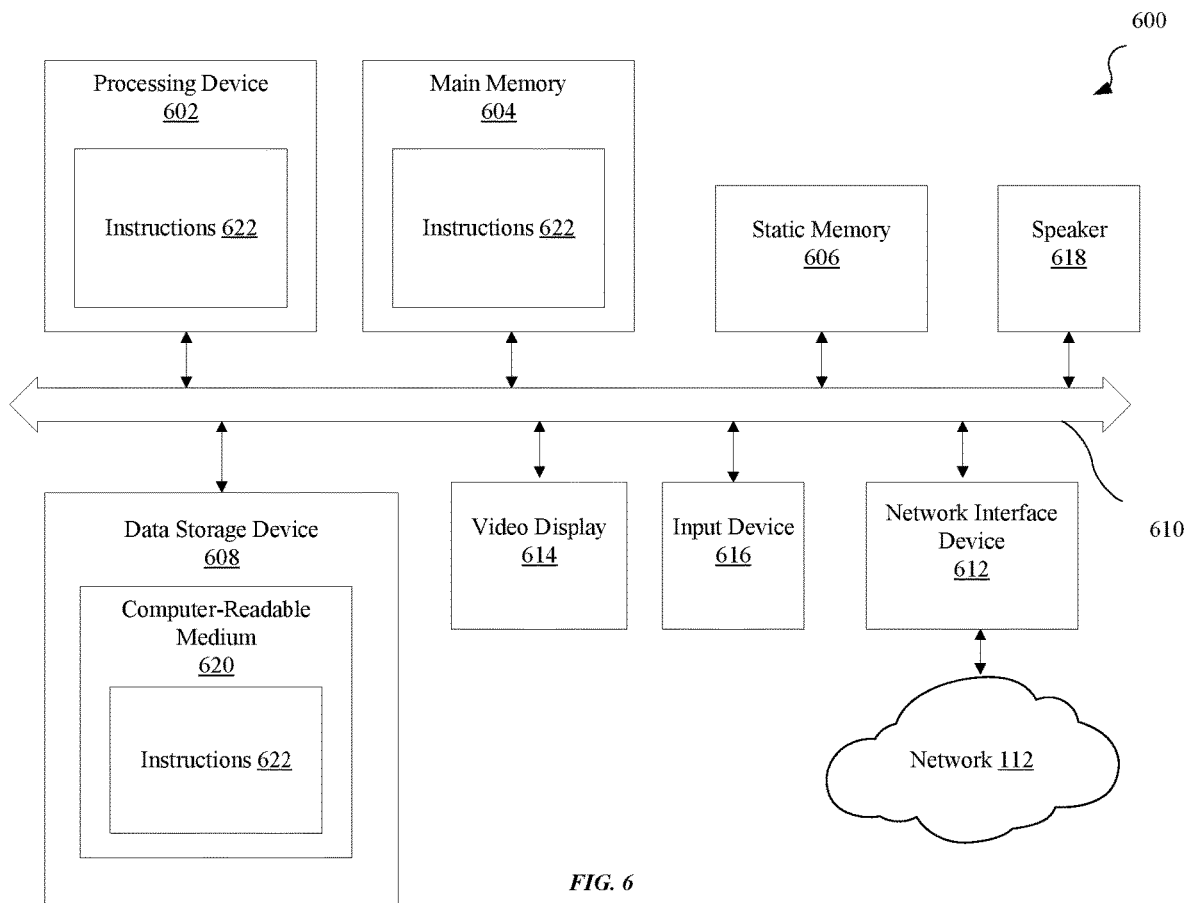 600
Processing Device
602
Instructions 622
Main Memory
604
Instructions 622
Static Memory
606
Speaker
618
610
Data Storage Device
608
Computer-Readable
Medium
620
Instructions 622
Video Display
614
Input Device
616
Network Interface
Device
612
Network 112
FIG. 6